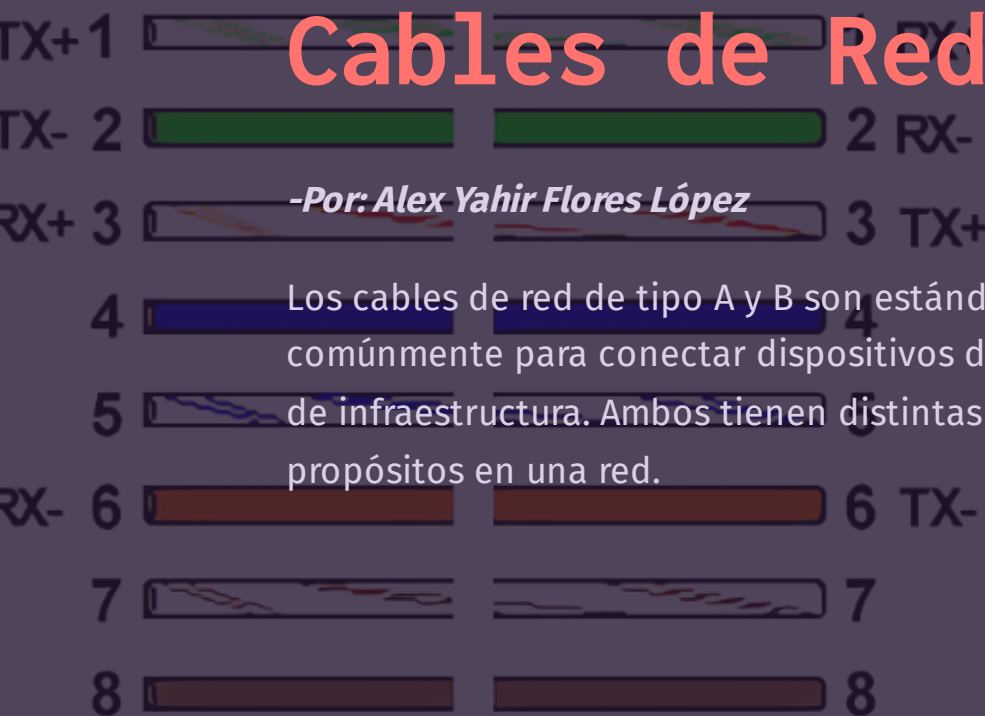 TX+ 1 Cables de Red
TX- 2 2 RX-
-Por: Alex Yahir Flores López
RX+ 3 3 TX+
Los cables de red de tipo A y B son estánd
4 4
comúnmente para conectar dispositivos d
5 de infraestructura. Ambos tienen distintas
propósitos en una red.
RX- 6 6 TX-
7 7
8 8